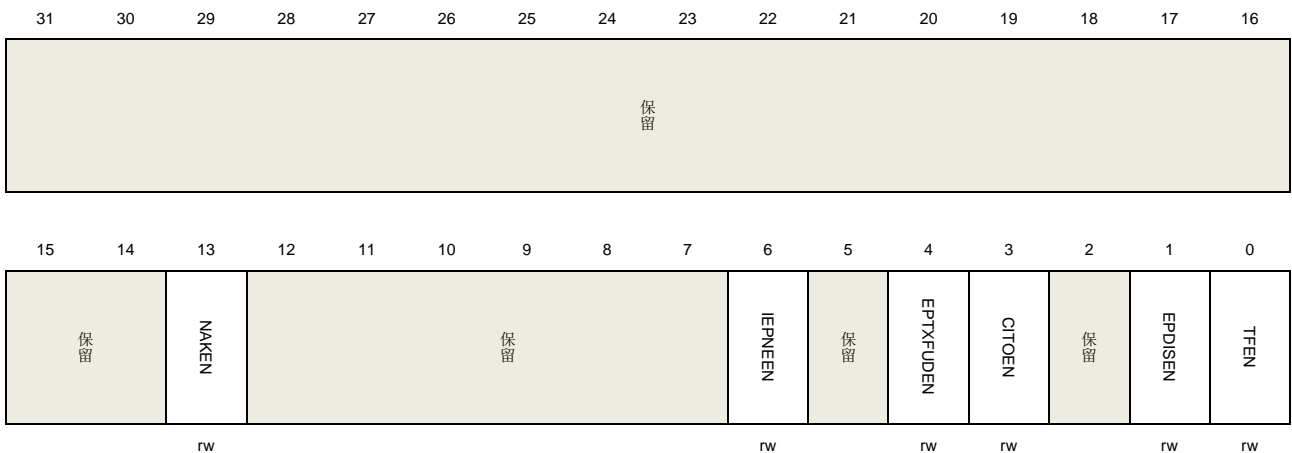 31 30 29 28 27 26 25 24 23 22 21 20 19 18 17 16
保留
15 14 13 12 11 10 9 8 7 6 5 4 3 2 1 0
保留 NAKEN 保留 IEPNEEN 保留 EPTXFUDEN CITOEN 保留 EPDISEN TFEN
rw rw rw rw rw rw